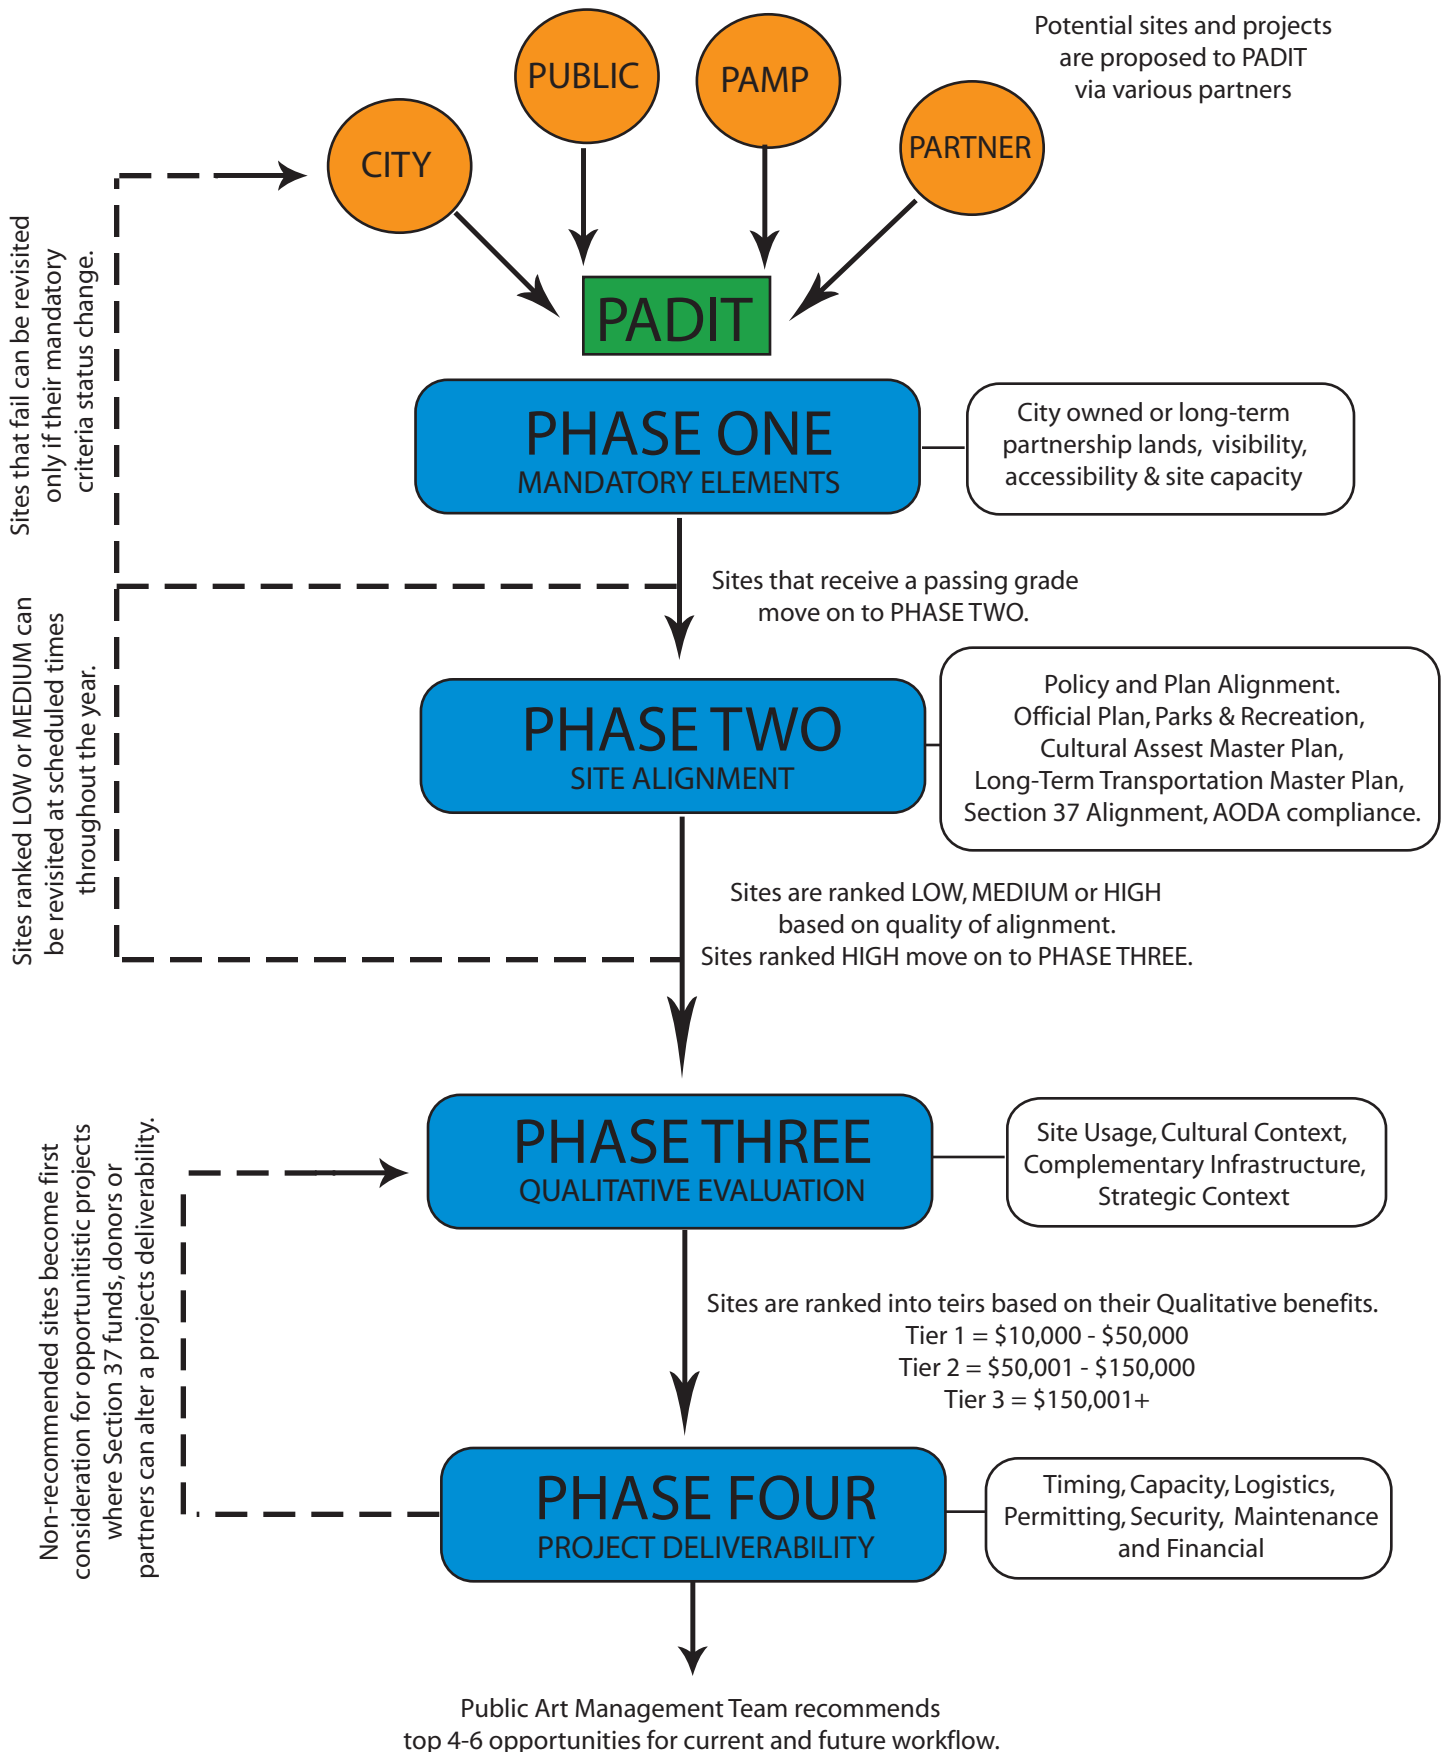 Potential sites and projects
are proposed to PADIT
via various partners
CITY
PUBLIC
PAMP
PARTNER
PADIT
PHASE ONE
MANDATORY ELEMENTS
City owned or long-term
partnership lands, visibility,
accessibility & site capacity
Sites that fail can be revisited
only if their mandatory
criteria status change.
Sites that receive a passing grade
move on to PHASE TWO.
PHASE TWO
SITE ALIGNMENT
Policy and Plan Alignment.
Official Plan, Parks & Recreation,
Cultural Assest Master Plan,
Long-Term Transportation Master Plan,
Section 37 Alignment, AODA compliance.
Sites ranked LOW or MEDIUM can
be revisited at scheduled times
throughout the year.
Sites are ranked LOW, MEDIUM or HIGH
based on quality of alignment.
Sites ranked HIGH move on to PHASE THREE.
PHASE THREE
QUALITATIVE EVALUATION
Site Usage, Cultural Context,
Complementary Infrastructure,
Strategic Context
Non-recommended sites become first
consideration for opportunitistic projects
where Section 37 funds, donors or
partners can alter a projects deliverability.
Sites are ranked into teirs based on their Qualitative benefits.
Tier 1 = $10,000 - $50,000
Tier 2 = $50,001 - $150,000
Tier 3 = $150,001+
PHASE FOUR
PROJECT DELIVERABILITY
Timing, Capacity, Logistics,
Permitting, Security, Maintenance
and Financial
Public Art Management Team recommends
top 4-6 opportunities for current and future workflow.